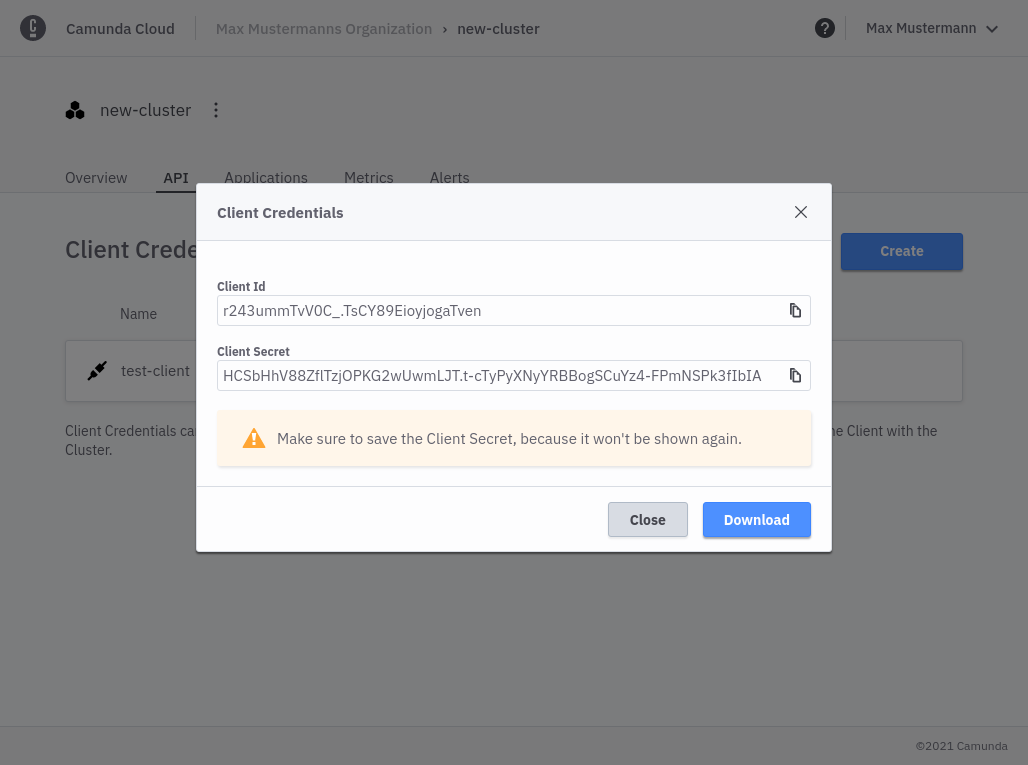 Camunda Cloud
Max Mustermanns Organization › new-cluster
? Max Mustermann
new-cluster
Overview API Applications Metrics Alerts
Client Credentials
Client Crede
Create
Client Id
r243ummTvV0C_.TsCY89EioyjogaTven
Name
Client Secret
HCSbHhV88ZflTzjOPKG2wUwmLJT.t-cTyPyXNyYRBBogSCuYz4-FPmNSPk3fIbIA
test-client
Make sure to save the Client Secret, because it won't be shown again.
Client Credentials ca
he Client with the
Cluster.
Close Download
©2021 Camunda